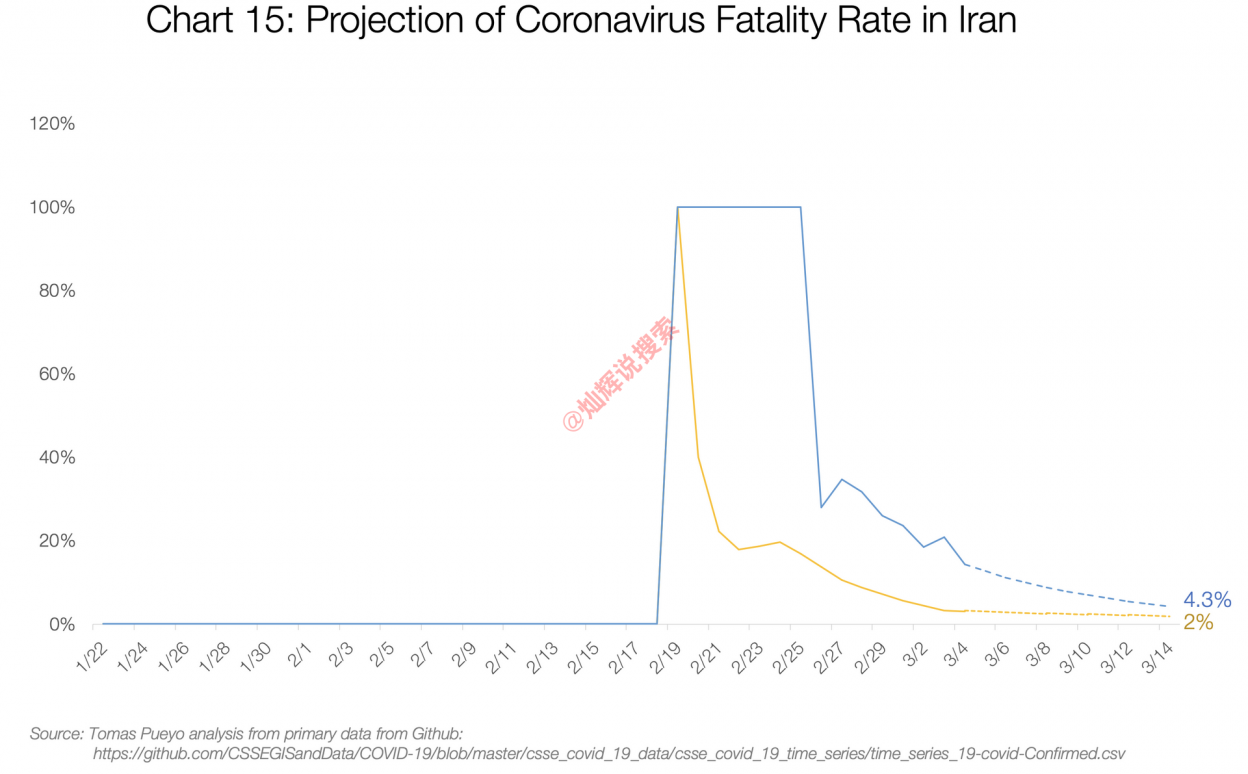 Chart 15: Projection of Coronavirus Fatality Rate in Iran
120%
100%
80%
60%
40%
20%
0%
@灿辉说搜索
4.3%
2%
1/22 1/24 1/26 1/28 1/30 2/1 2/3 2/5 2/7 2/9 2/11 2/13 2/15 2/17 2/19 2/21 2/23 2/25 2/27 2/29 3/2 3/4 3/6 3/8 3/10 3/12 3/14
Source: Tomas Pueyo analysis from primary data from Github:
https://github.com/CSSEGISandData/COVID-19/blob/master/csse_covid_19_data/csse_covid_19_time_series/time_series_19-covid-Confirmed.csv